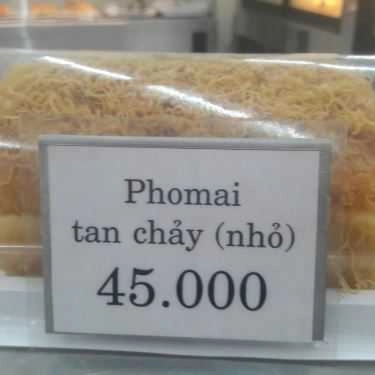 Phomai
tan chảy (nhỏ)
45.000